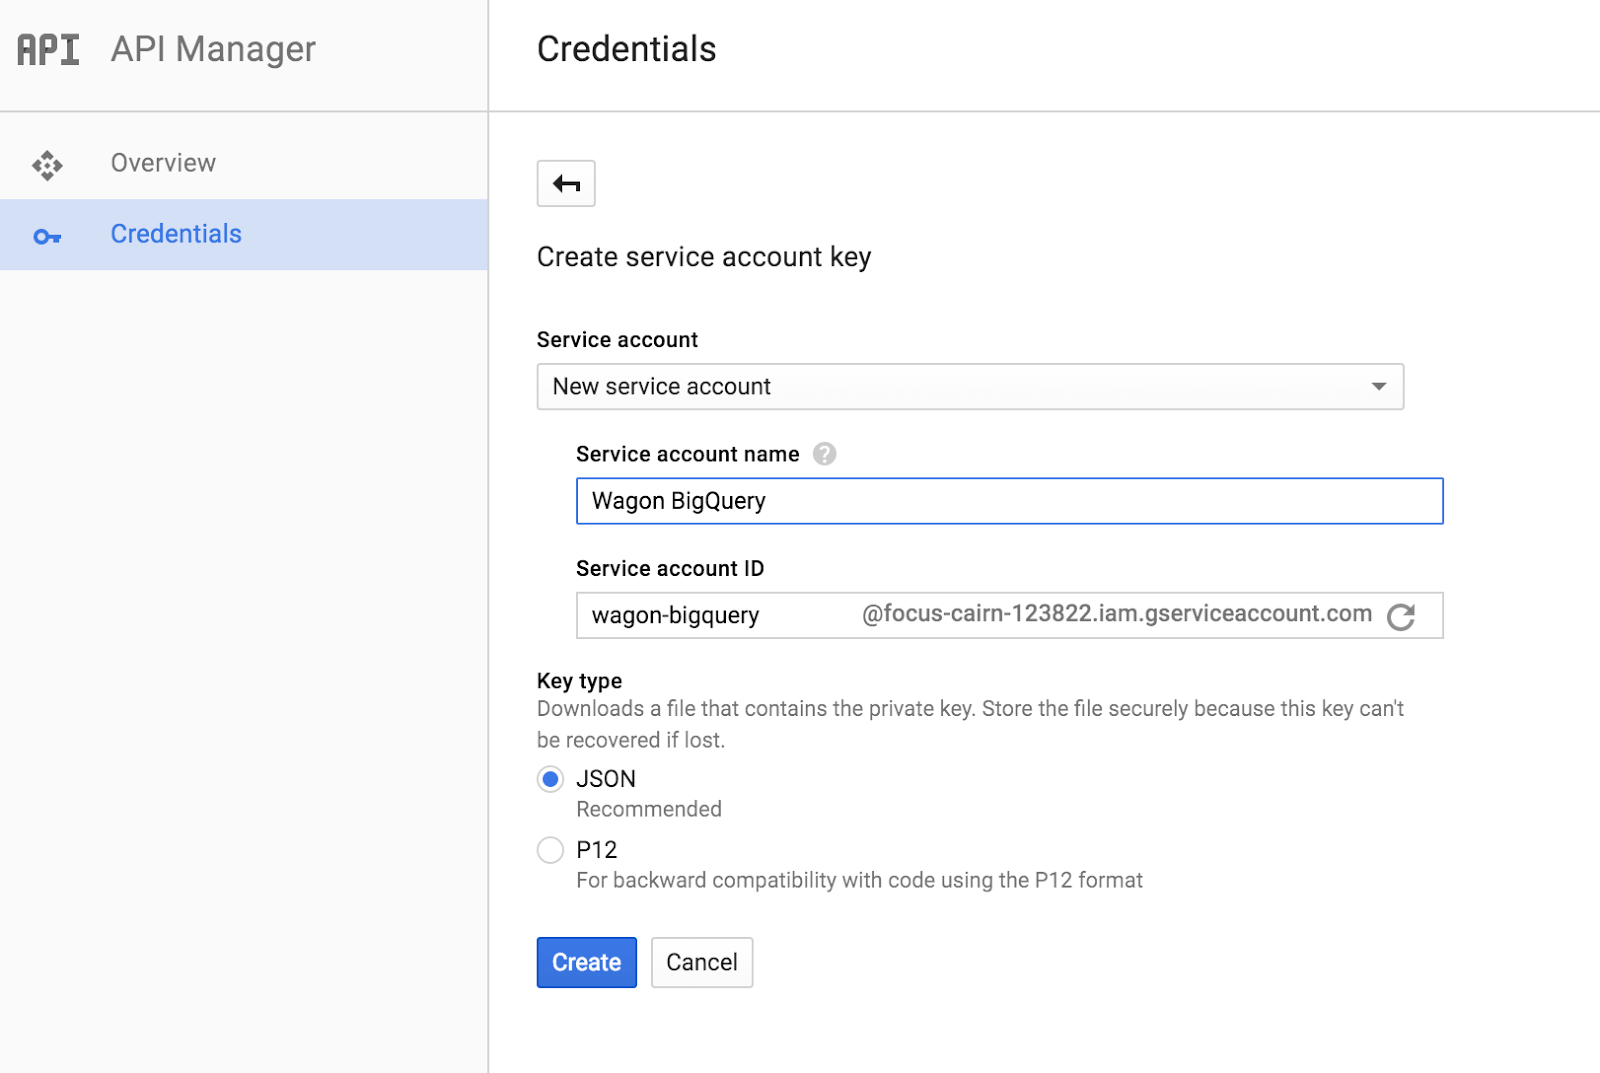 API API Manager
Credentials
Overview
Credentials
Create service account key
Service account
New service account
Service account name ?
Wagon BigQuery
Service account ID
wagon-bigquery @focus-cairn-123822.iam.gserviceaccount.com
Key type
Downloads a file that contains the private key. Store the file securely because this key can't
be recovered if lost.
JSON
Recommended
P12
For backward compatibility with code using the P12 format
Create Cancel